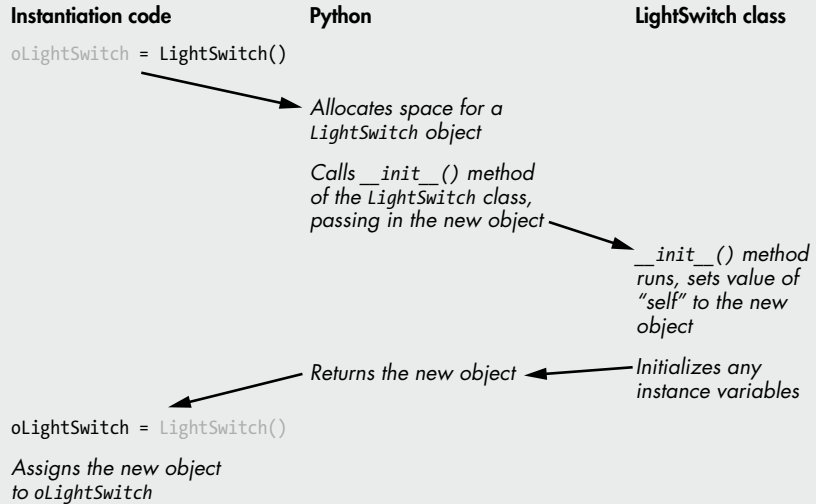 Instantiation code
Python
LightSwitch class
oLightSwitch = LightSwitch()
Allocates space for a
LightSwitch object
Calls __init__() method
of the LightSwitch class,
passing in the new object
__init__() method
runs, sets value of
“self” to the new
object
Initializes any
instance variables
Returns the new object
oLightSwitch = LightSwitch()
Assigns the new object
to oLightSwitch